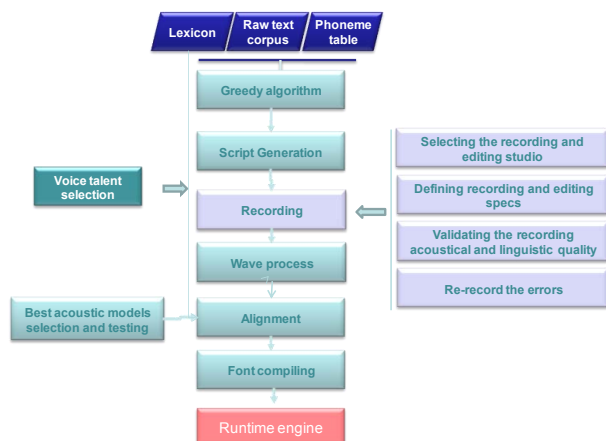 Lexicon
Raw text
corpus
Phoneme
table
Greedy algorithm
Script Generation
Voice talent
selection
Recording
Selecting the recording and
editing studio
Defining recording and editing
specs
Validating the recording
acoustical and linguistic quality
Re-record the errors
Wave process
Best acoustic models
selection and testing
Alignment
Font compiling
Runtime engine